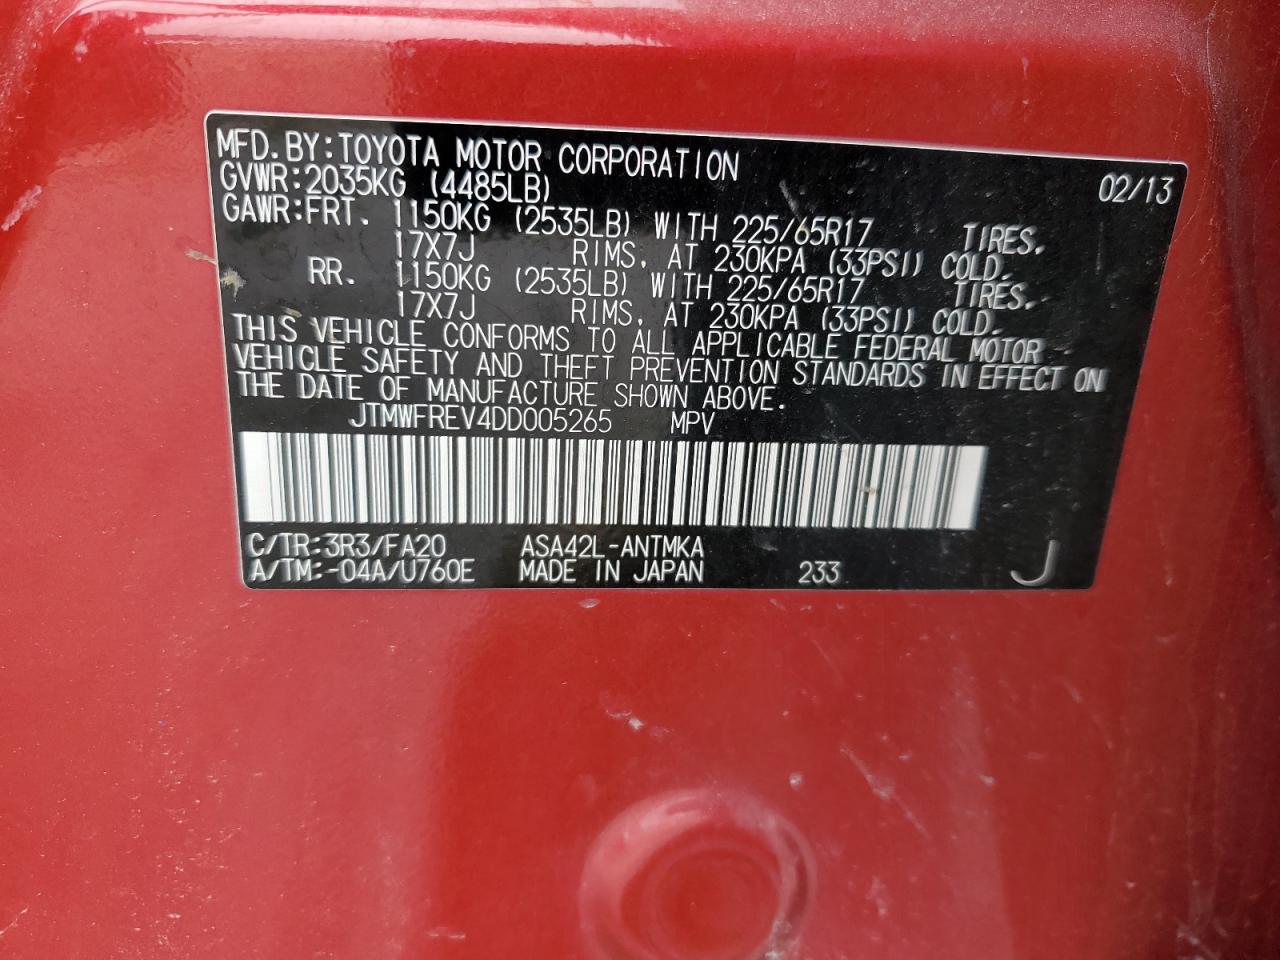 MFD. BY: TOYOTA MOTOR CORPORATION 02/13
GVWR: 2035KG (4485LB)
GAWR: FRT. 1150KG (2535LB) WITH 225/65R17 TIRES,
17X7J RIMS, AT 230KPA (33PSI) COLD.
RR. 1150KG (2535LB) WITH 225/65R17 TIRES,
17X7J RIMS, AT 230KPA (33PSI) COLD.
THIS VEHICLE CONFORMS TO ALL APPLICABLE FEDERAL MOTOR
VEHICLE SAFETY AND THEFT PREVENTION STANDARDS IN EFFECT ON
THE DATE OF MANUFACTURE SHOWN ABOVE.
JTMWFREV4DD005265 MPV
C/TR: 3R3/FA20 ASA42L-ANTMKA
A/TM: -04A/U760E MADE IN JAPAN 233 J